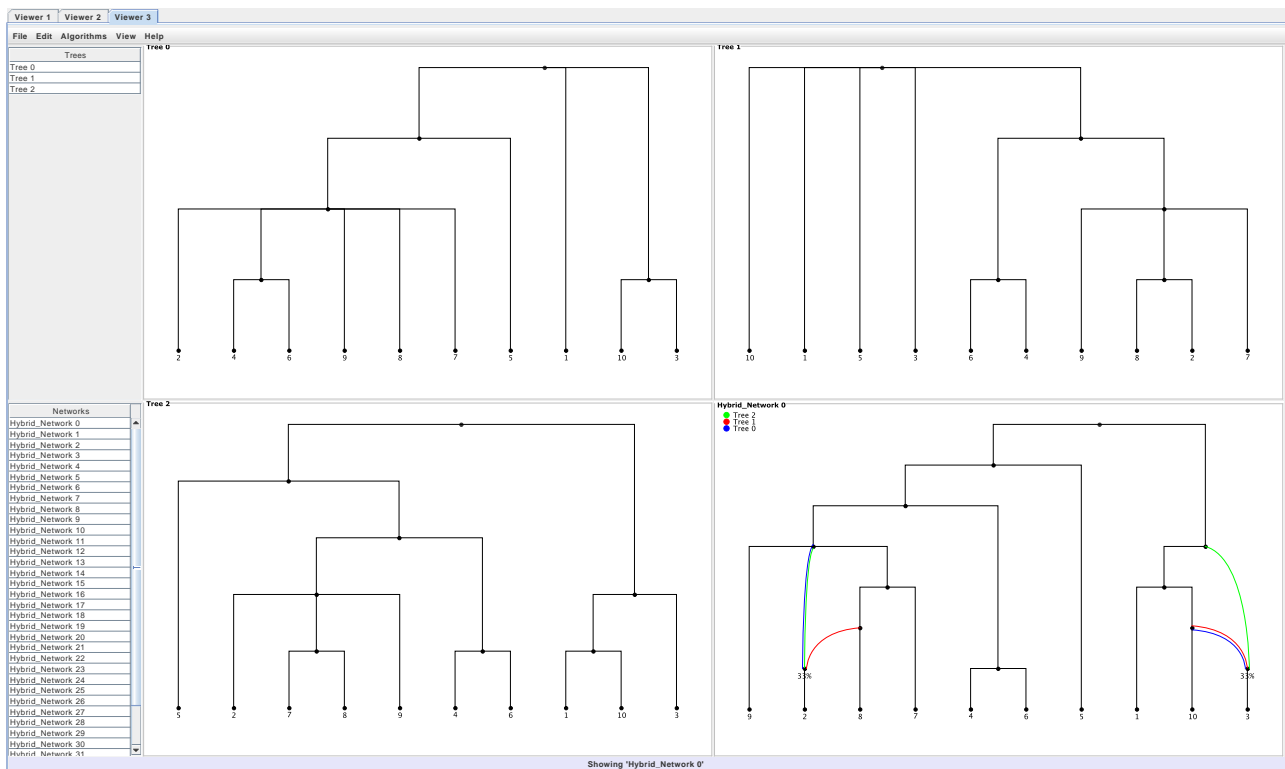 Viewer 1 Viewer 2 Viewer 3
File Edit Algorithms View Help
Trees
Tree 0
Tree 1
Tree 2
Tree 0
2 4 6 9 8 7 5 1 10 3
Tree 1
10 1 5 3 6 4 9 8 2 7
Networks
Hybrid_Network 0
Hybrid_Network 1
Hybrid_Network 2
Hybrid_Network 3
Hybrid_Network 4
Hybrid_Network 5
Hybrid_Network 6
Hybrid_Network 7
Hybrid_Network 8
Hybrid_Network 9
Hybrid_Network 10
Hybrid_Network 11
Hybrid_Network 12
Hybrid_Network 13
Hybrid_Network 14
Hybrid_Network 15
Hybrid_Network 16
Hybrid_Network 17
Hybrid_Network 18
Hybrid_Network 19
Hybrid_Network 20
Hybrid_Network 21
Hybrid_Network 22
Hybrid_Network 23
Hybrid_Network 24
Hybrid_Network 25
Hybrid_Network 26
Hybrid_Network 27
Hybrid_Network 28
Hybrid_Network 29
Hybrid_Network 30
Hybrid_Network 31
Tree 2
5 2 7 8 9 4 6 1 10 3
Hybrid_Network 0
Tree 2
Tree 1
Tree 0
33% 33%
9 2 8 7 4 6 5 1 10 3
Showing 'Hybrid_Network 0'